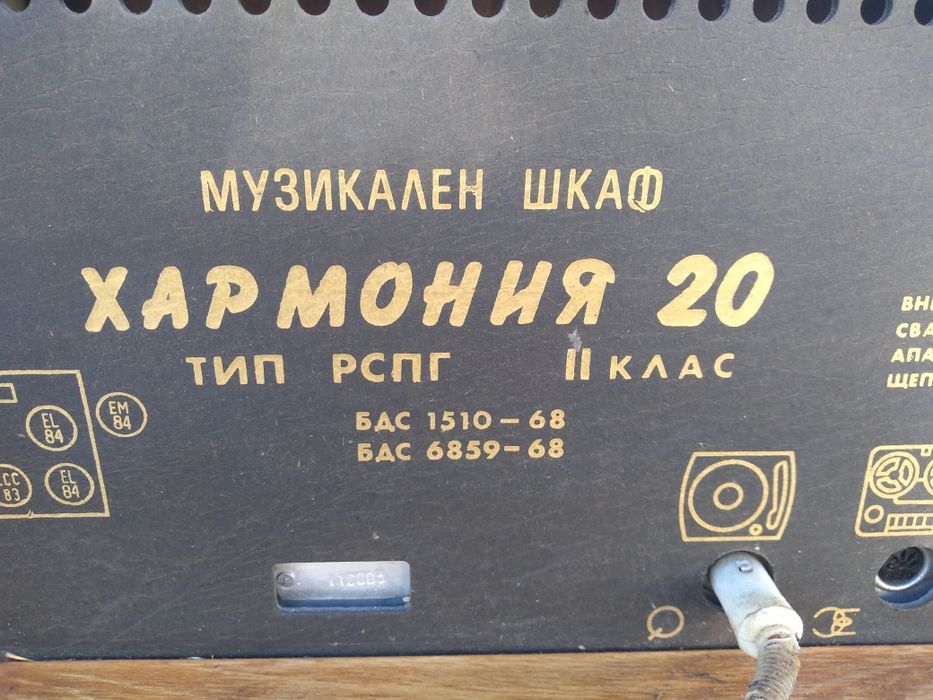 МУЗИКАЛЕН ШКАФ
ХАРМОНИЯ 20
ТИП РСПГ II КЛАС
БДС 1510-68
БДС 6859-68
EL
84
EM
84
EL
84